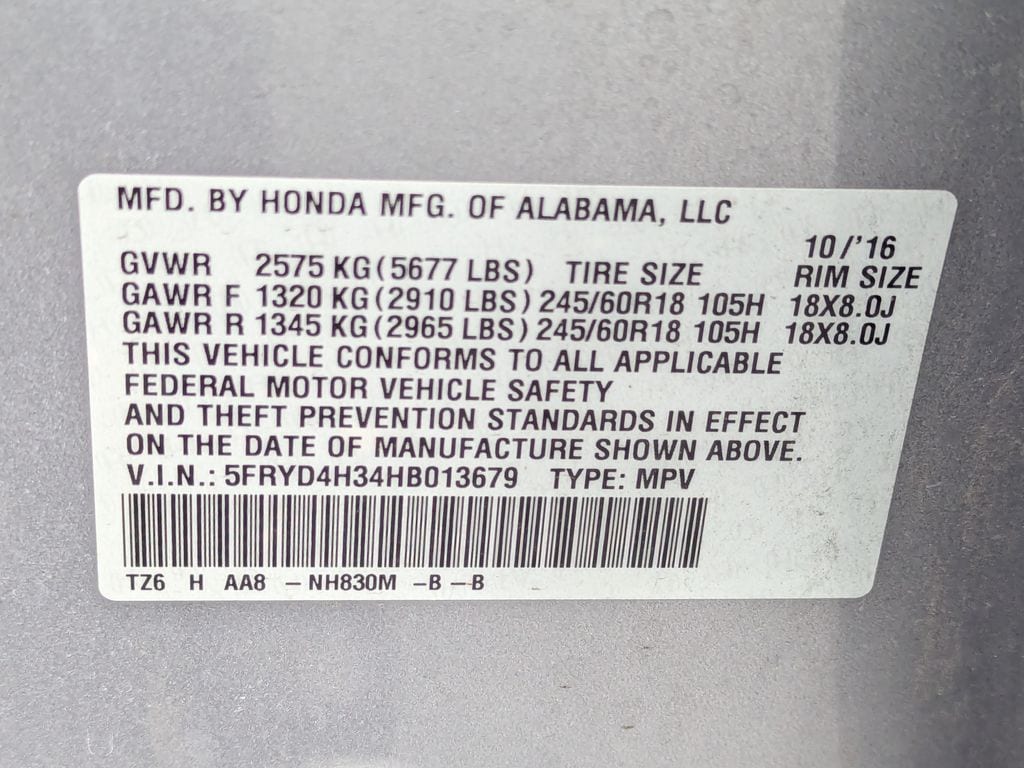 MFD. BY HONDA MFG. OF ALABAMA, LLC
10/'16
GVWR 2575 KG(5677 LBS) TIRE SIZE RIM SIZE
GAWR F 1320 KG(2910 LBS) 245/60R18 105H 18X8.0J
GAWR R 1345 KG(2965 LBS) 245/60R18 105H 18X8.0J
THIS VEHICLE CONFORMS TO ALL APPLICABLE
FEDERAL MOTOR VEHICLE SAFETY
AND THEFT PREVENTION STANDARDS IN EFFECT
ON THE DATE OF MANUFACTURE SHOWN ABOVE.
V.I.N.: 5FRYD4H34HB013679 TYPE: MPV
TZ6 H AA8 – NH830M –B –B